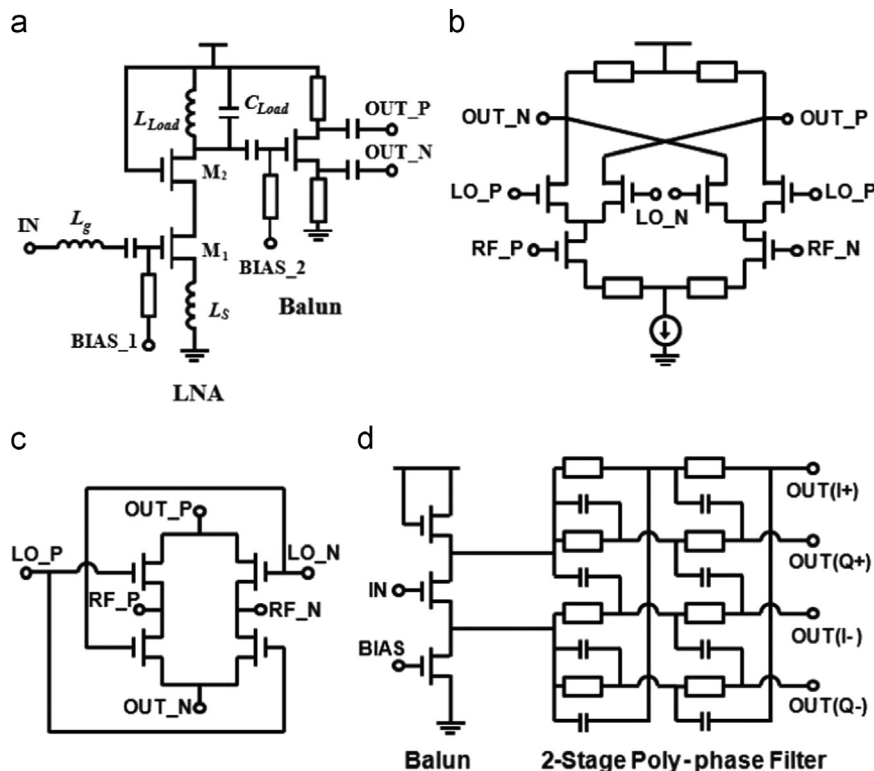 a
L_Load
C_Load
OUT_P
OUT_N
M₂
IN
L_g
M₁
BIAS_2
L_S
Balun
BIAS_1
LNA
b
OUT_N
OUT_P
LO_P
LO_N
LO_P
RF_P
RF_N
c
OUT_P
LO_P
LO_N
RF_P
RF_N
OUT_N
d
OUT(I+)
OUT(Q+)
IN
OUT(I-)
BIAS
OUT(Q-)
Balun
2-Stage Poly-phase Filter